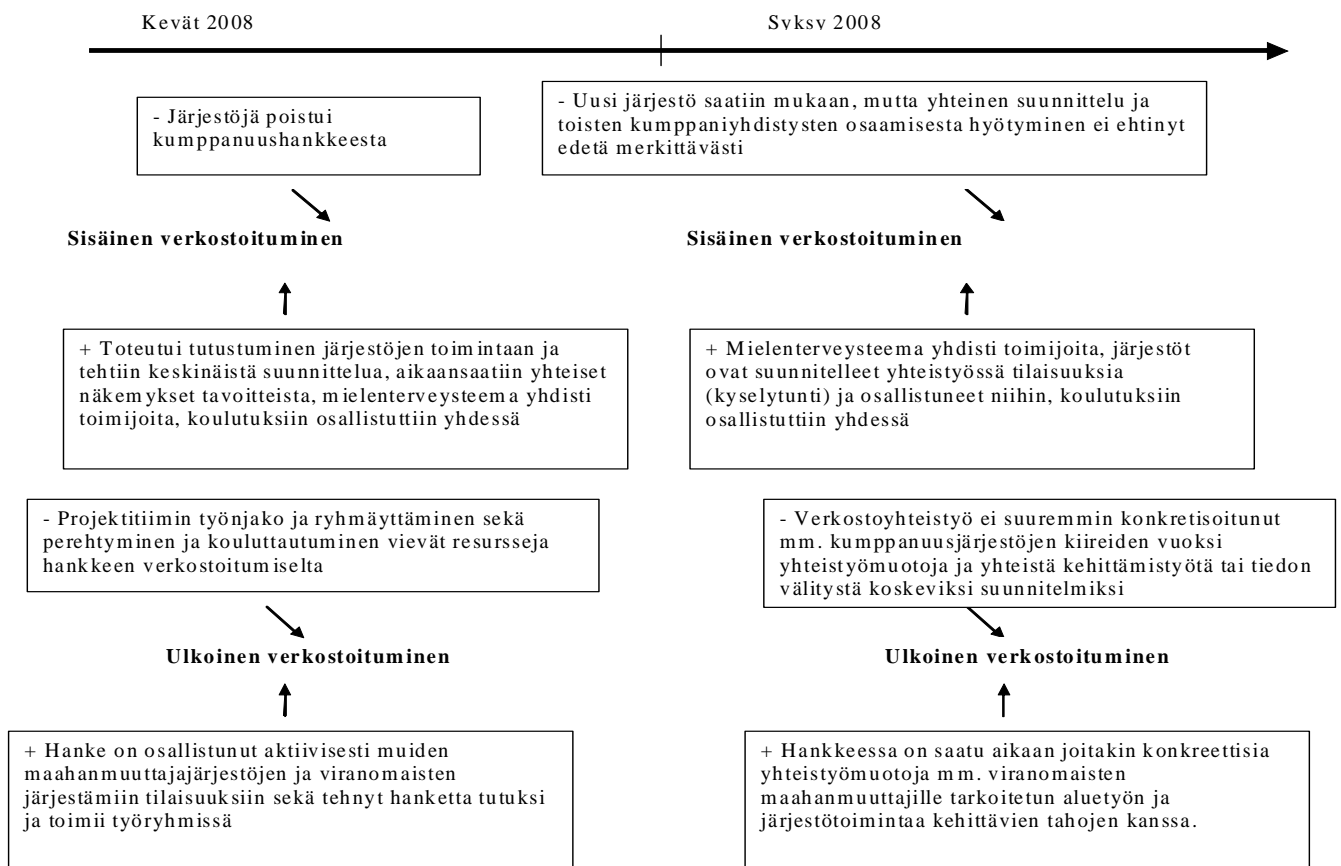 Kevät 2008
Syksy 2008
- Järjestöjä poistui
kumppanuushankkeesta
- Uusi järjestö saatiin mukaan, mutta yhteinen suunnittelu ja
toisten kumppaniyhdistysten osaamisesta hyötyminen ei ehtinyt
edetä merkittävästi
Sisäinen verkostoituminen
Sisäinen verkostoituminen
+ Toteutui tutustuminen järjestöjen toimintaan ja
tehtiin keskinäistä suunnittelua, aikaansaatiin yhteiset
näkemykset tavoitteista, mielenterveysteema yhdisti
toimijoita, koulutuksiin osallistuttiin yhdessä
+ Mielenterveysteema yhdisti toimijoita, järjestöt
ovat suunnitelleet yhteistyössä tilaisuuksia
(kyselytunti) ja osallistuneet niihin, koulutuksiin
osallistuttiin yhdessä
- Projektitiimin työnjako ja ryhmäyttäminen sekä
perehtyminen ja kouluttautuminen vievät resursseja
hankkeen verkostoitumiselta
- Verkostoyhteistyö ei suuremmin konkretisoitunut
mm. kumppanuusjärjestöjen kiireiden vuoksi
yhteistyömuotoja ja yhteistä kehittämistyötä tai tiedon
välitystä koskeviksi suunnitelmiksi
Ulkoinen verkostoituminen
Ulkoinen verkostoituminen
+ Hanke on osallistunut aktiivisesti muiden
maahanmuuttajajärjestöjen ja viranomaisten
järjestämiin tilaisuuksiin sekä tehnyt hanketta tutuksi
ja toimii työryhmissä
+ Hankkeessa on saatu aikaan joitakin konkreettisia
yhteistyömuotoja mm. viranomaisten
maahanmuuttajille tarkoitetun aluetyön ja
järjestötoimintaa kehittävien tahojen kanssa.